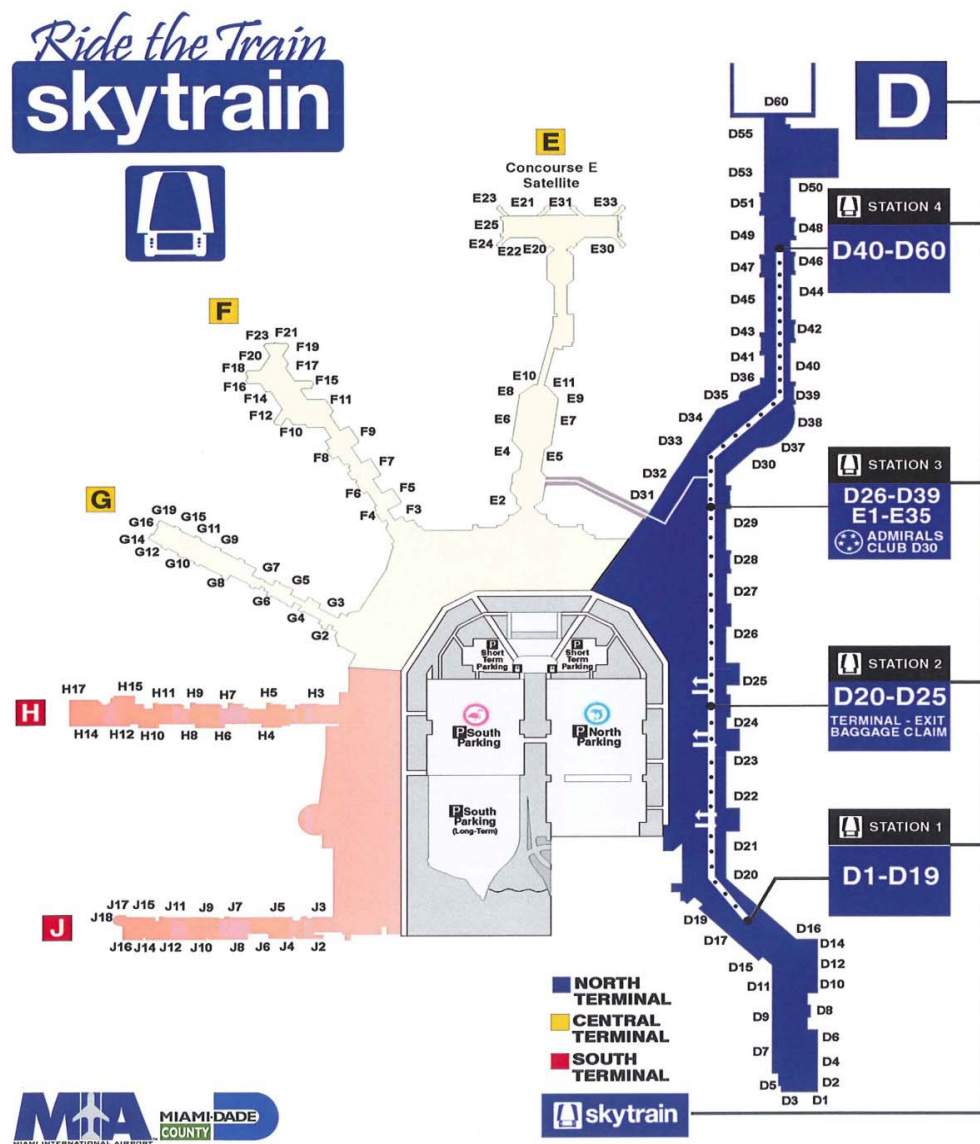 Ride the Train
skytrain
D
E
Concourse E
Satellite
E23
E21
E31
E33
E25
E24
E22
E20
E30
E10
E11
E8
E9
E6
E7
E4
E5
E2
F
F23
F21
F19
F20
F17
F18
F15
F16
F14
F11
F12
F10
F9
F8
F7
F6
F5
F4
F3
G
G19
G16
G15
G14
G11
G12
G9
G10
G7
G8
G5
G6
G3
G4
G2
H
H17
H15
H11
H9
H7
H5
H3
H14
H12
H10
H8
H6
H4
J
J17
J15
J11
J9
J7
J5
J3
J18
J16
J14
J12
J10
J8
J6
J4
J2
D60
D55
D53
D50
D51
D48
D49
D46
D47
D44
D45
D42
D43
D41
D40
D36
D39
D35
D38
D34
D37
D33
D30
D32
D31
D29
D28
D27
D26
D25
D24
D23
D22
D21
D20
D19
D17
D16
D15
D14
D12
D11
D10
D9
D8
D7
D6
D5
D4
D3
D2
D1
STATION 4
D40-D60
STATION 3
D26-D39
E1-E35
ADMIRALS
CLUB D30
STATION 2
D20-D25
TERMINAL - EXIT
BAGGAGE CLAIM
STATION 1
D1-D19
P
Short
Term
Parking
P
Short
Term
Parking
P South
Parking
P North
Parking
P South
Parking
(Long-Term)
NORTH
TERMINAL
CENTRAL
TERMINAL
SOUTH
TERMINAL
skytrain
MIA
MIAMI INTERNATIONAL AIRPORT
MIAMI-DADE
COUNTY